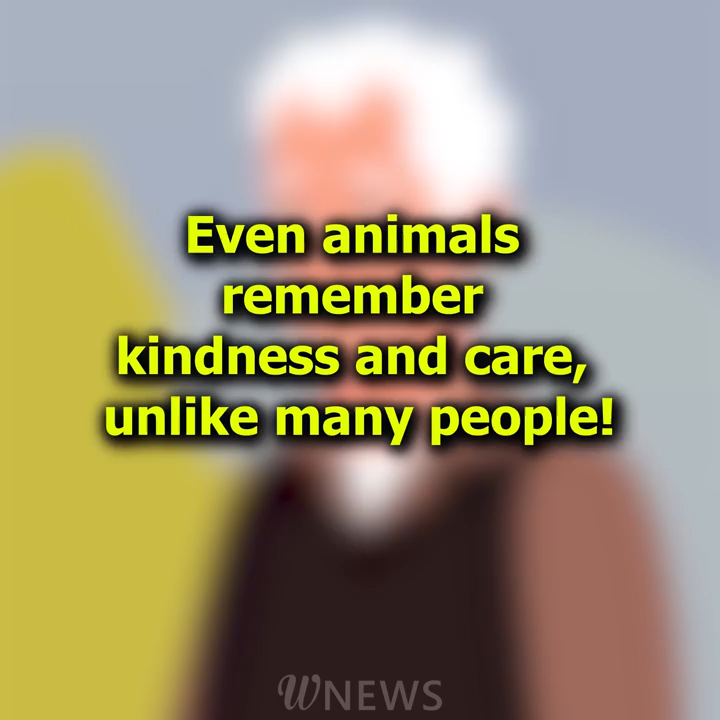 Even animals
remember
kindness and care,
unlike many people!
WNEWS